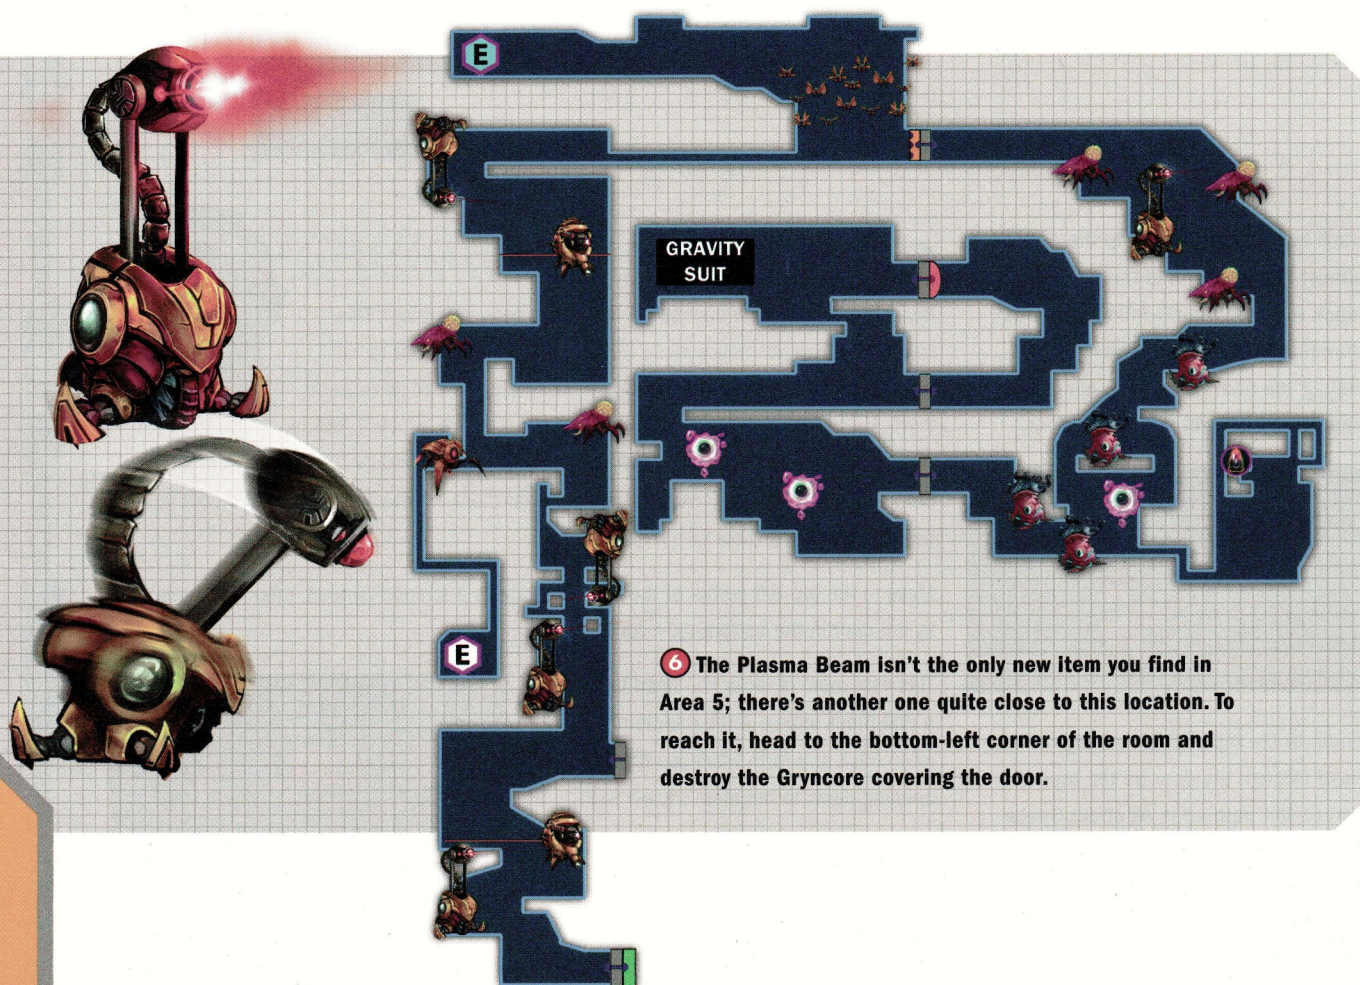 E
GRAVITY
SUIT
E
6 The Plasma Beam isn't the only new item you find in
Area 5; there's another one quite close to this location. To
reach it, head to the bottom-left corner of the room and
destroy the Gryncore covering the door.